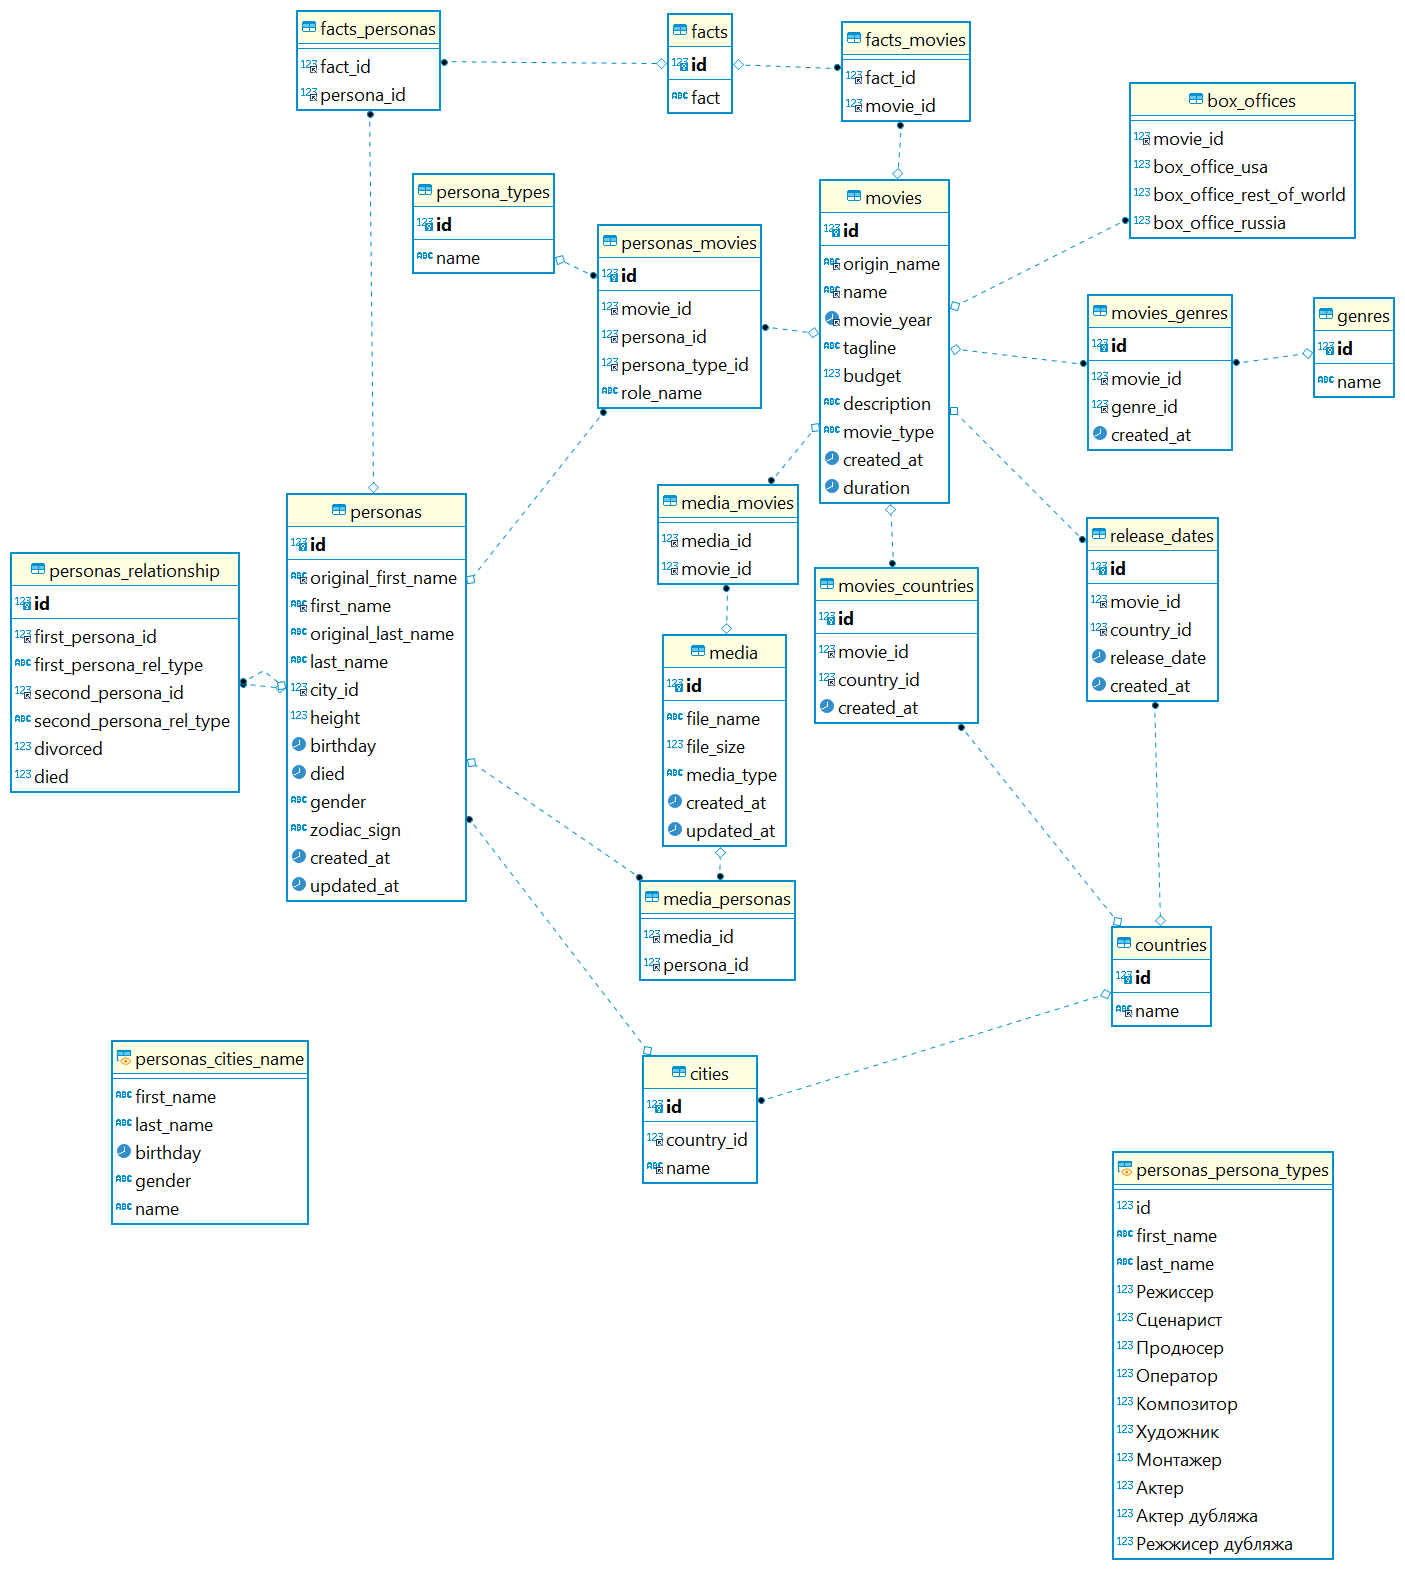 facts_personas
fact_id
persona_id
facts
id
fact
facts_movies
fact_id
movie_id
box_offices
movie_id
box_office_usa
box_office_rest_of_world
box_office_russia
persona_types
id
name
personas_movies
id
movie_id
persona_id
persona_type_id
role_name
movies
id
origin_name
name
movie_year
tagline
budget
description
movie_type
created_at
duration
movies_genres
id
movie_id
genre_id
created_at
genres
id
name
personas
id
original_first_name
first_name
original_last_name
last_name
city_id
height
birthday
died
gender
zodiac_sign
created_at
updated_at
personas_relationship
id
first_persona_id
first_persona_rel_type
second_persona_id
second_persona_rel_type
divorced
died
media_movies
media_id
movie_id
media
id
file_name
file_size
media_type
created_at
updated_at
movies_countries
id
movie_id
country_id
created_at
release_dates
id
movie_id
country_id
release_date
created_at
media_personas
media_id
persona_id
countries
id
name
personas_cities_name
first_name
last_name
birthday
gender
name
cities
id
country_id
name
personas_persona_types
id
first_name
last_name
Режиссер
Сценарист
Продюсер
Оператор
Композитор
Художник
Монтажер
Актер
Актер дубляжа
Режжисер дубляжа